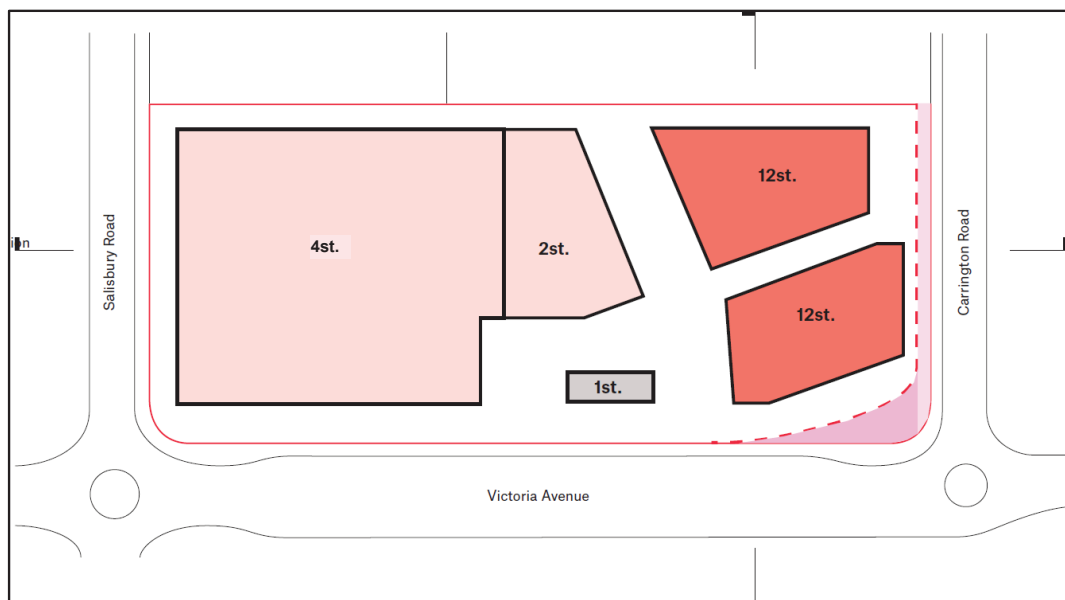 12st.
4st.
2st.
Salisbury Road
Carrington Road
12st.
1st.
Victoria Avenue